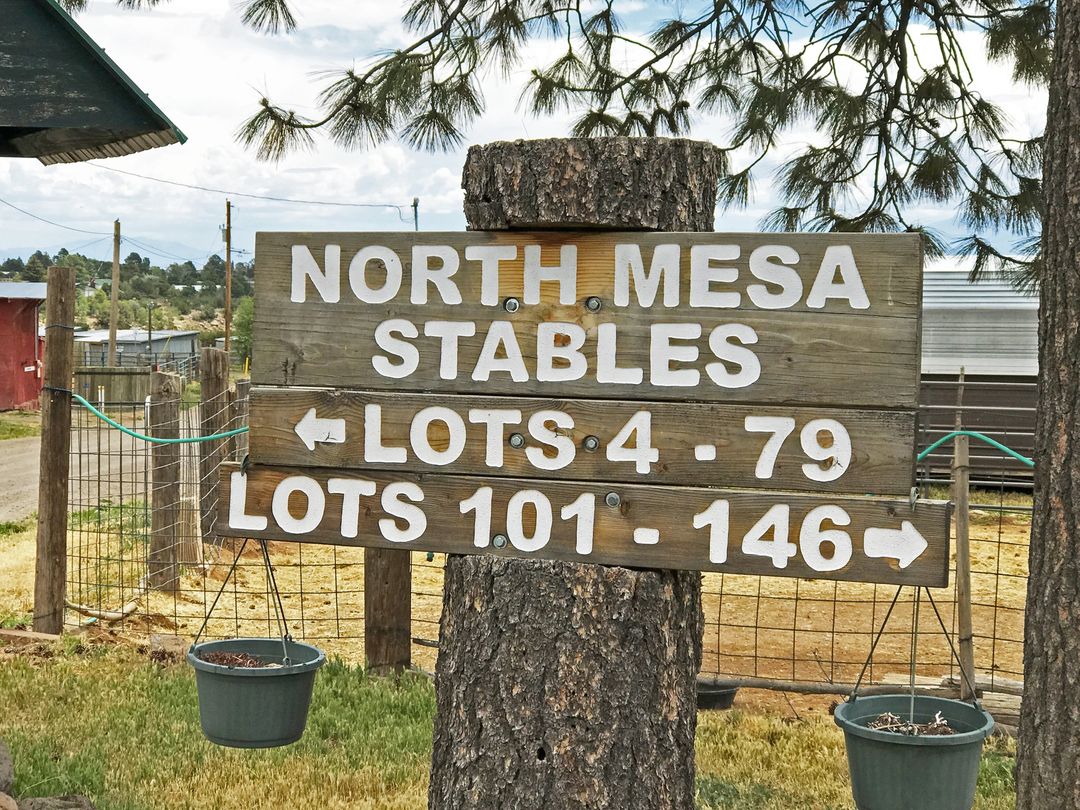 NORTH MESA
STABLES
← LOTS 4 - 79
LOTS 101 - 146 →